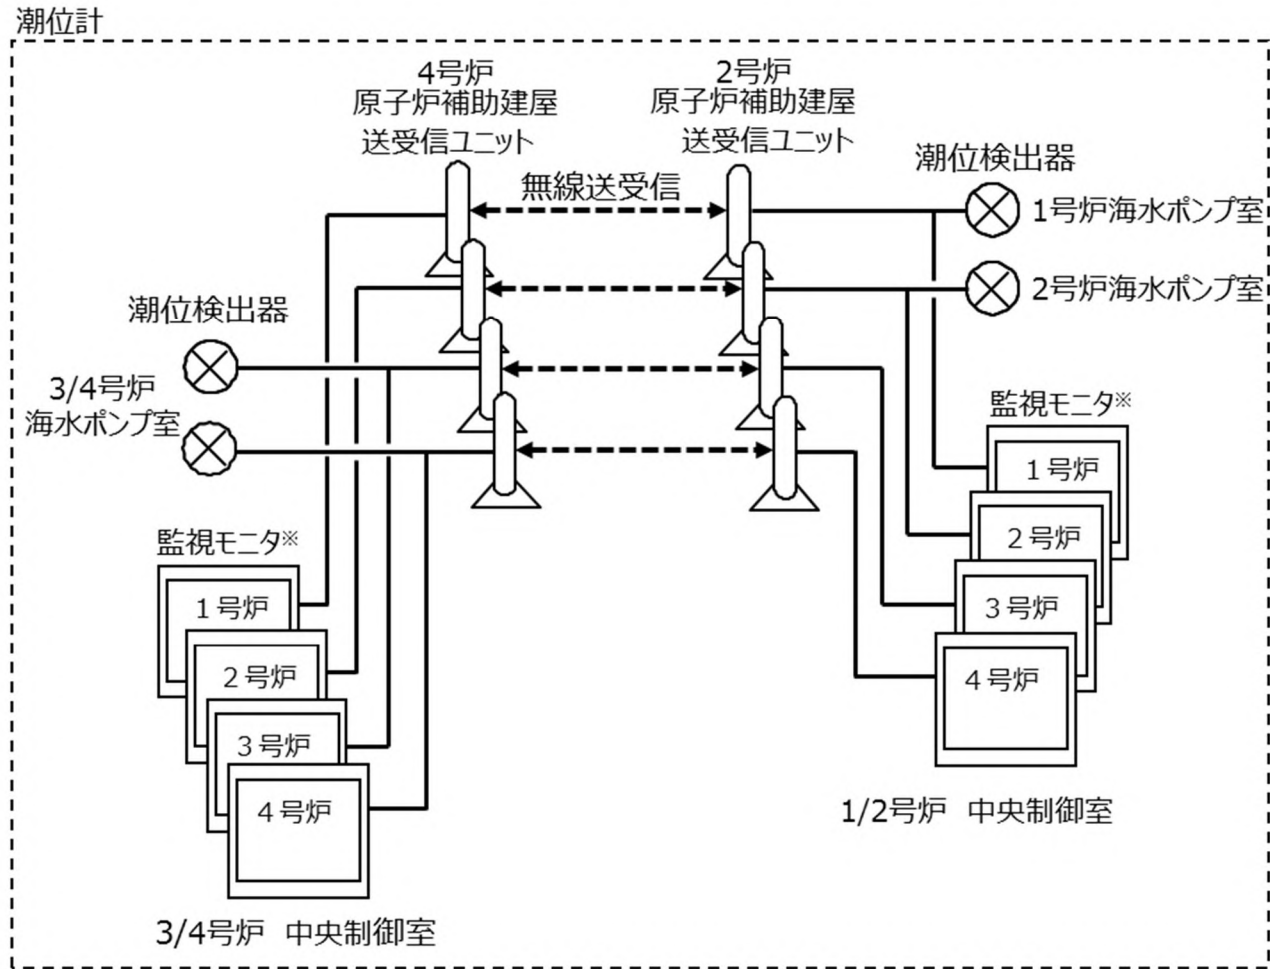 潮位計
4号炉
原子炉補助建屋
送受信ユニット
2号炉
原子炉補助建屋
送受信ユニット
無線送受信
潮位検出器
1号炉海水ポンプ室
2号炉海水ポンプ室
潮位検出器
3/4号炉
海水ポンプ室
監視モニタ※
1号炉
2号炉
3号炉
4号炉
1/2号炉 中央制御室
監視モニタ※
1号炉
2号炉
3号炉
4号炉
3/4号炉 中央制御室